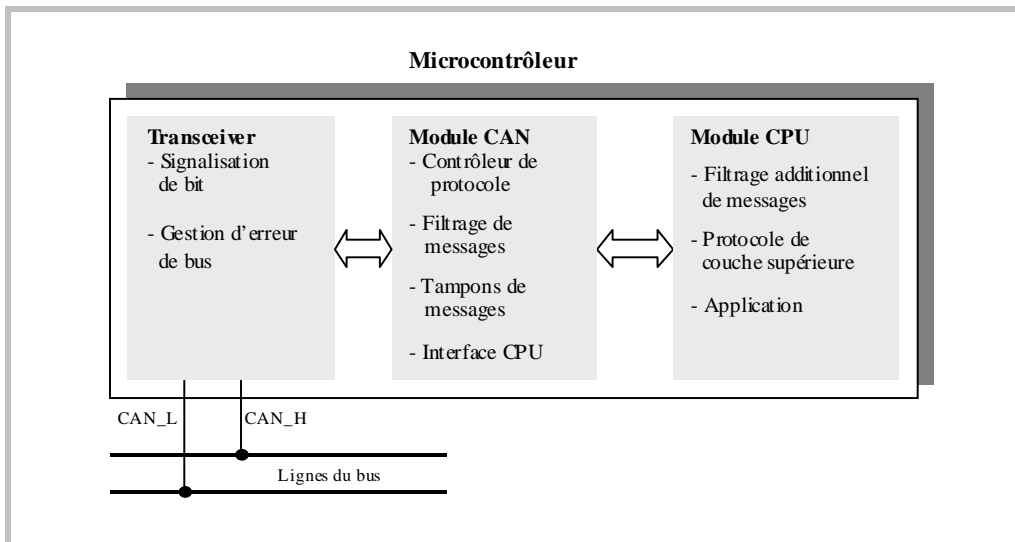 Microcontrôleur
Transceiver
- Signalisation
de bit
- Gestion d'erreur
de bus
Module CAN
- Contrôleur de
protocole
- Filtrage de
messages
- Tampons de
messages
- Interface CPU
Module CPU
- Filtrage additionnel
de messages
- Protocole de
couche supérieure
- Application
CAN_L
CAN_H
Lignes du bus